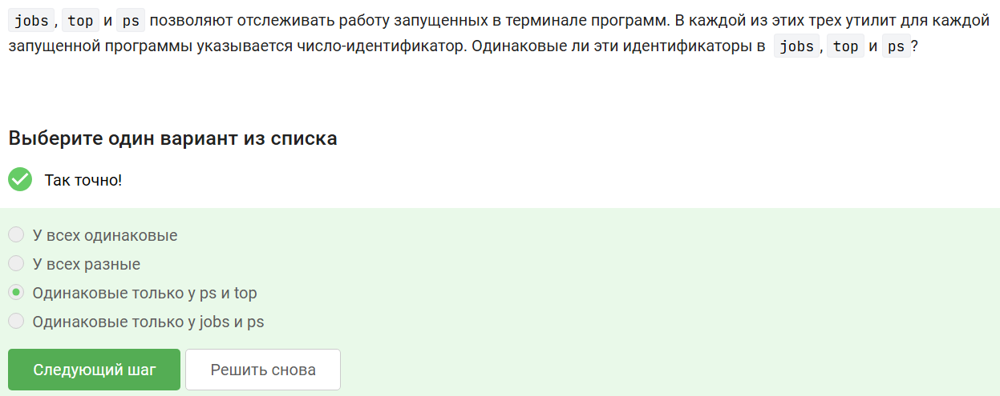 jobs, top и ps позволяют отслеживать работу запущенных в терминале программ. В каждой из этих трех утилит для каждой
запущенной программы указывается число-идентификатор. Одинаковые ли эти идентификаторы в jobs, top и ps?
Выберите один вариант из списка
Так точно!
У всех одинаковые
У всех разные
Одинаковые только у ps и top
Одинаковые только у jobs и ps
Следующий шаг Решить снова